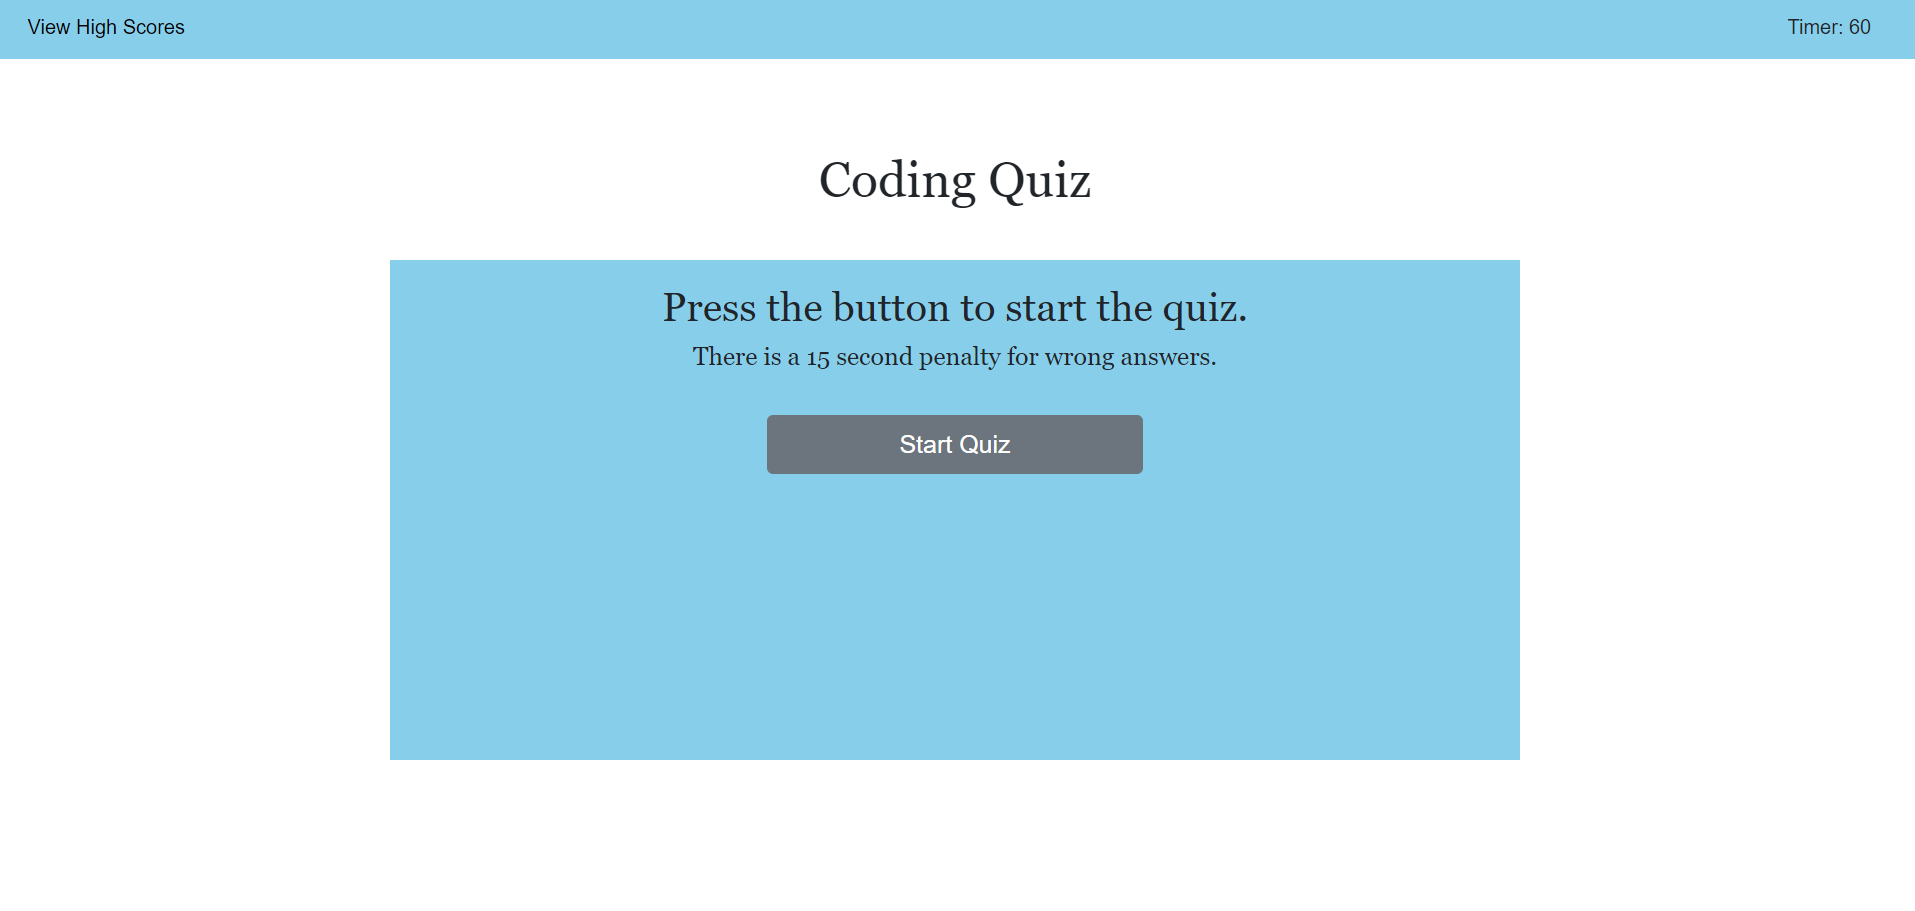 View High Scores
Timer: 60
Coding Quiz
Press the button to start the quiz.
There is a 15 second penalty for wrong answers.
Start Quiz